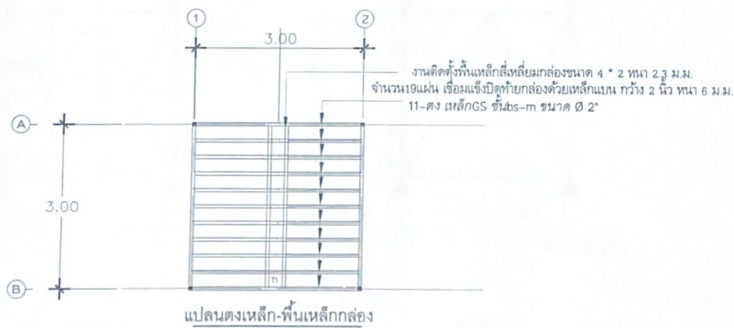 1
2
3.00
งานติดตั้งพื้นเหล็กสี่เหลี่ยมกล่องขนาด 4 * 2 หนา 2.3 ม.ม.
จำนวน19แผ่น เชื่อมแข็งปิดท้ายกล่องด้วยเหล็กแบน กว้าง 2 นิ้ว หนา 6 ม.ม.
11-ตง เหล็กGS ชั้นbs-m ขนาด Ø 2"
A
3.00
B
11
แปลนตงเหล็ก-พื้นเหล็กกล่อง